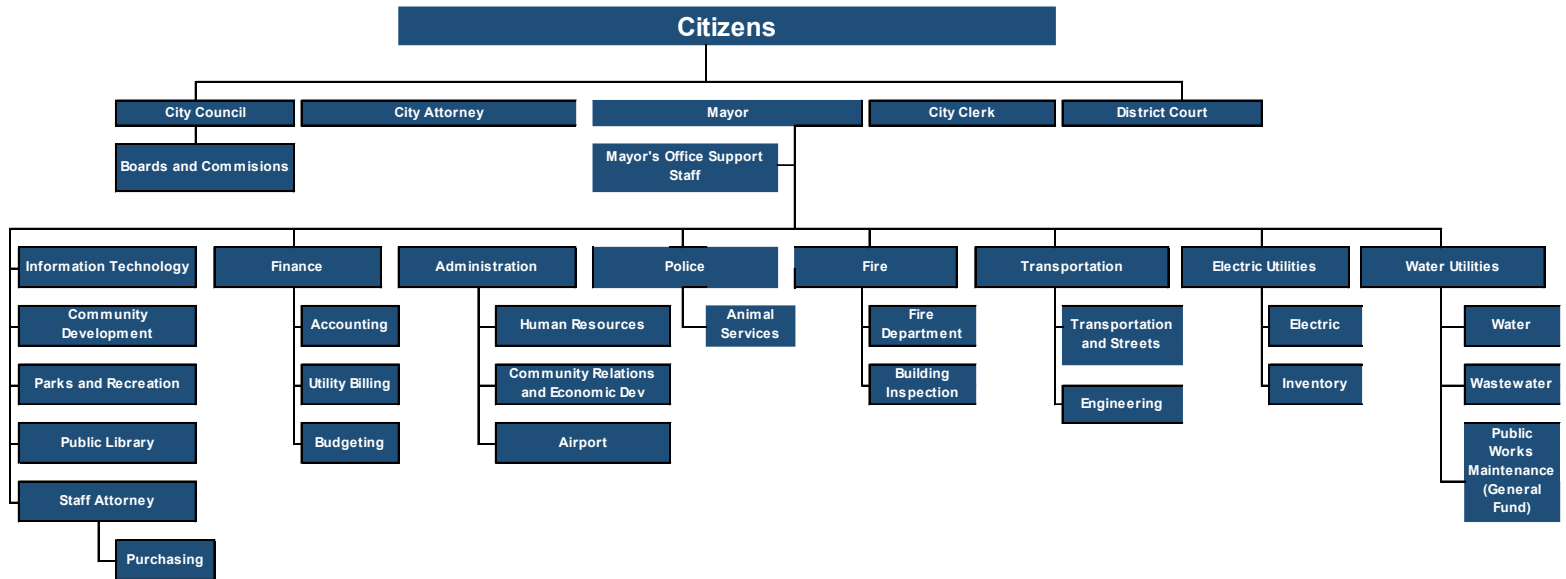 Citizens
City Council
City Attorney
Mayor
City Clerk
District Court
Boards and Commisions
Mayor's Office Support
Staff
Information Technology
Finance
Administration
Police
Fire
Transportation
Electric Utilities
Water Utilities
Community
Development
Accounting
Human Resources
Animal
Services
Fire
Department
Transportation
and Streets
Electric
Water
Parks and Recreation
Utility Billing
Community Relations
and Economic Dev
Building
Inspection
Engineering
Inventory
Wastewater
Public Library
Budgeting
Airport
Public
Works
Maintenance
(General
Fund)
Staff Attorney
Purchasing